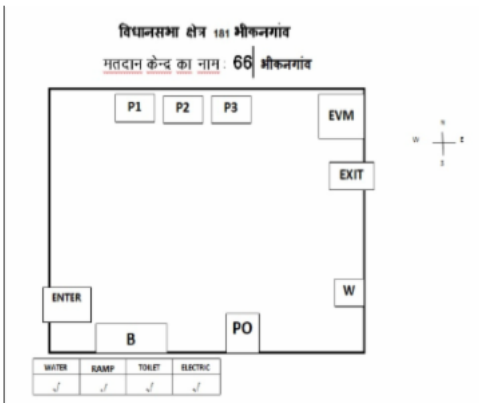 विधानसभा क्षेत्र 181 भीकनगांव
मतदान केन्द्र का नाम : 66 भीकनगांव
P1 P2 P3
EVM
N
W E
S
EXIT
ENTER
W
B
PO
WATER RAMP TOILET ELECTRIC
√ √ √ √